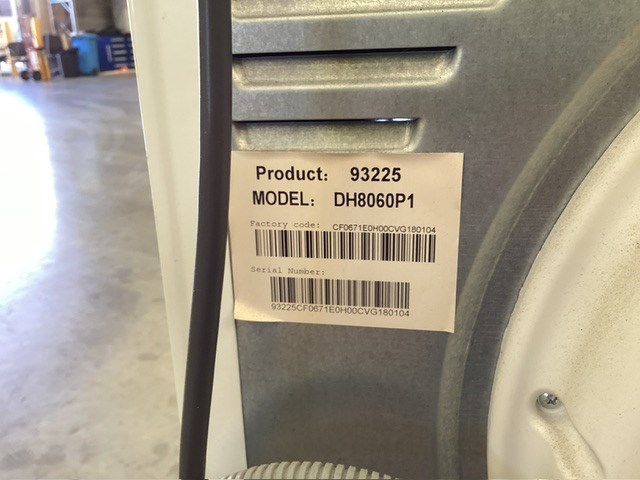 Product: 93225
MODEL: DH8060P1
Factory code: CF0671E0H00CVG180104
Serial Number:
93225CF0671E0H00CVG180104